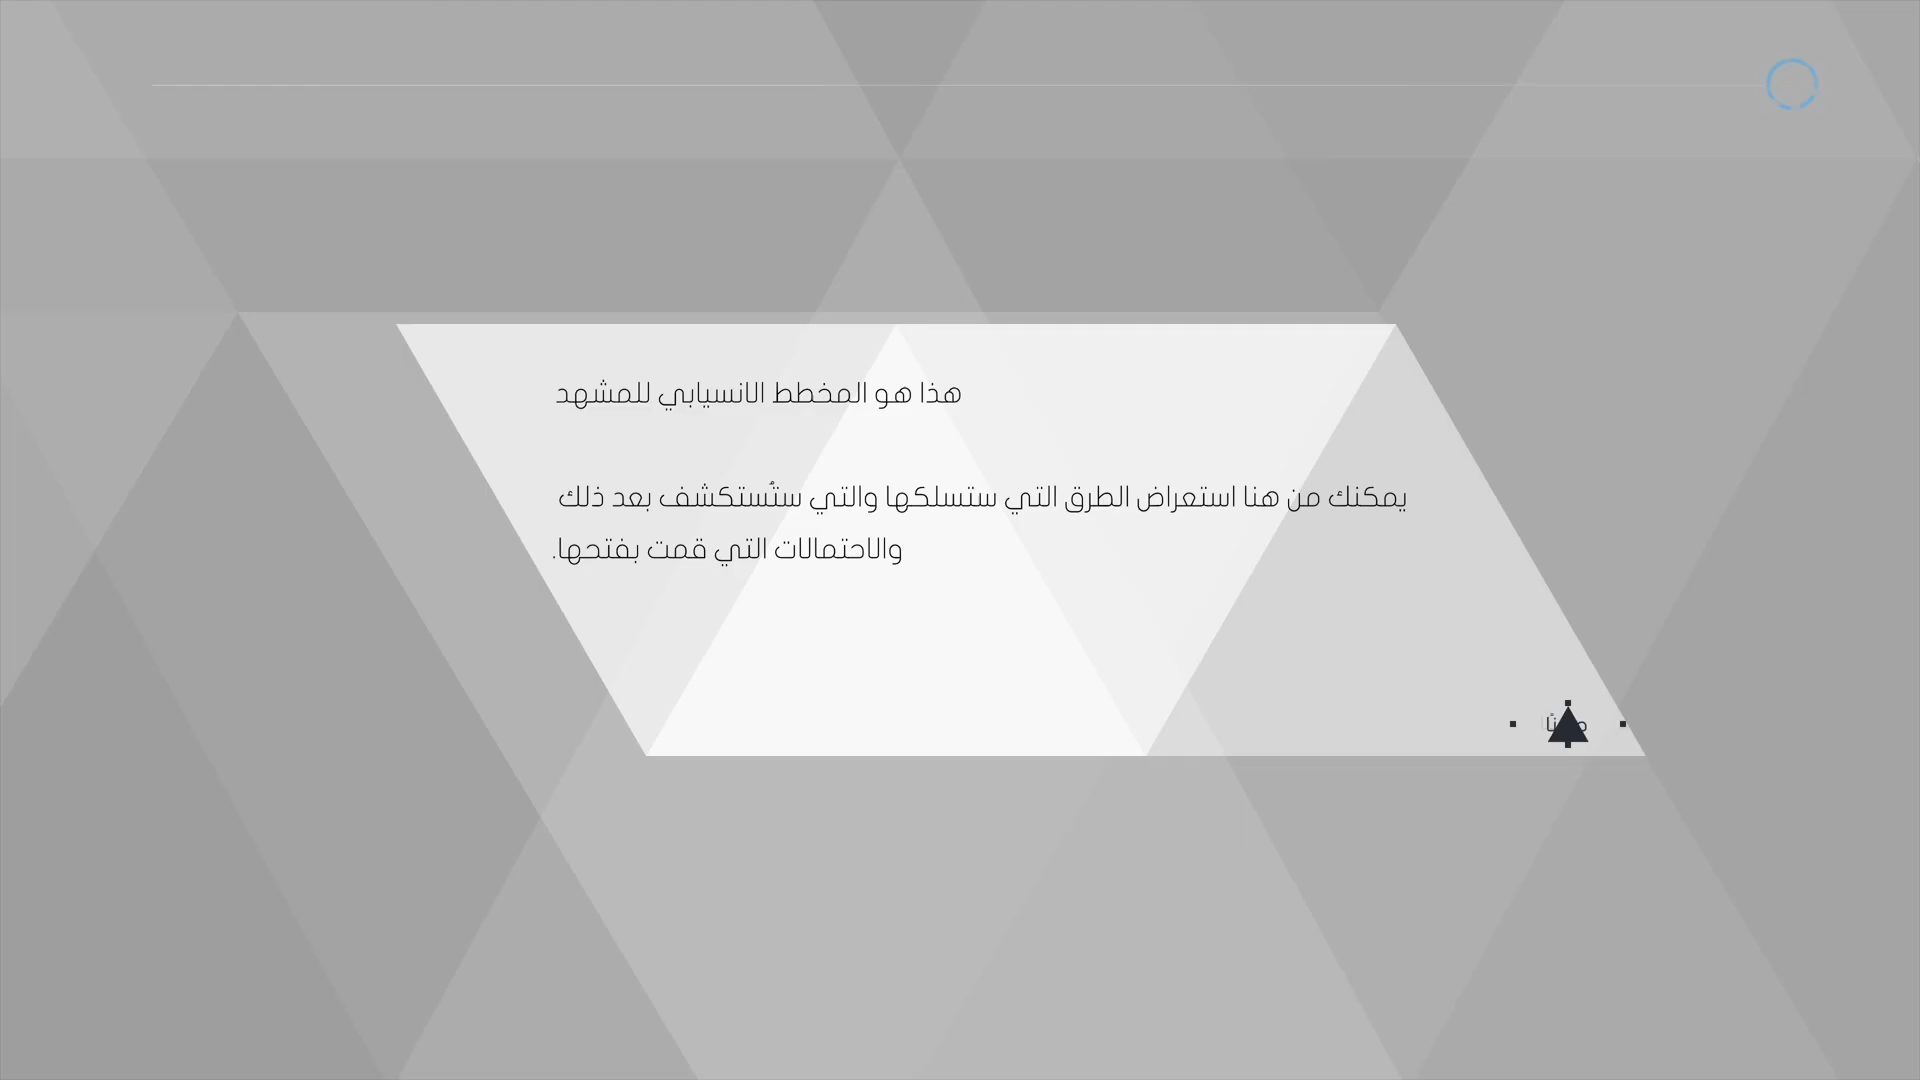 هذا هو المخطط الانسيابي للمشهد
يمكنك من هنا استعراض الطرق التي ستسلكها والتي ستُستكشف بعد ذلك
والاحتمالات التي قمت بفتحها.